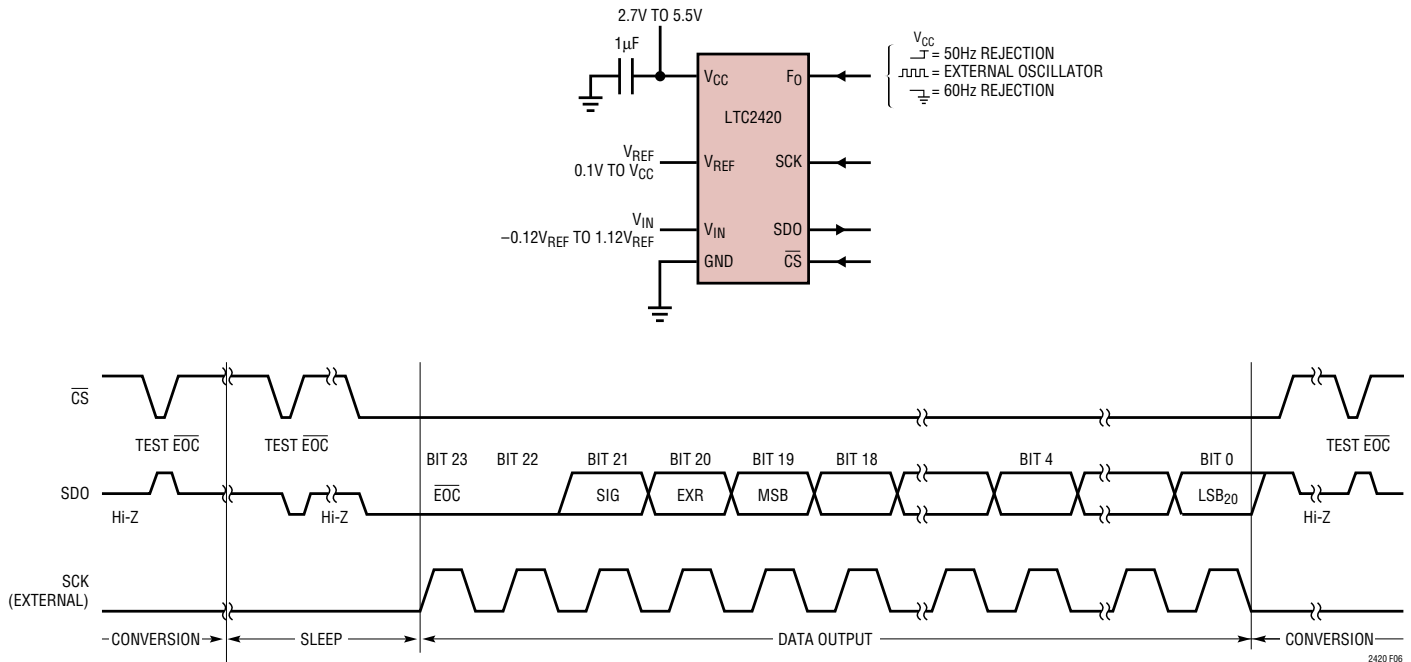 2.7V TO 5.5V
1µF
VCC
FO
VCC
= 50Hz REJECTION
= EXTERNAL OSCILLATOR
= 60Hz REJECTION
LTC2420
VREF
0.1V TO VCC
VREF
SCK
VIN
–0.12VREF TO 1.12VREF
VIN
SDO
GND
CS
CS
TEST EOC
TEST EOC
TEST EOC
BIT 23
BIT 22
BIT 21
BIT 20
BIT 19
BIT 18
BIT 4
BIT 0
SDO
EOC
SIG
EXR
MSB
LSB20
Hi-Z
Hi-Z
Hi-Z
SCK
(EXTERNAL)
CONVERSION
SLEEP
DATA OUTPUT
CONVERSION
2420 F06